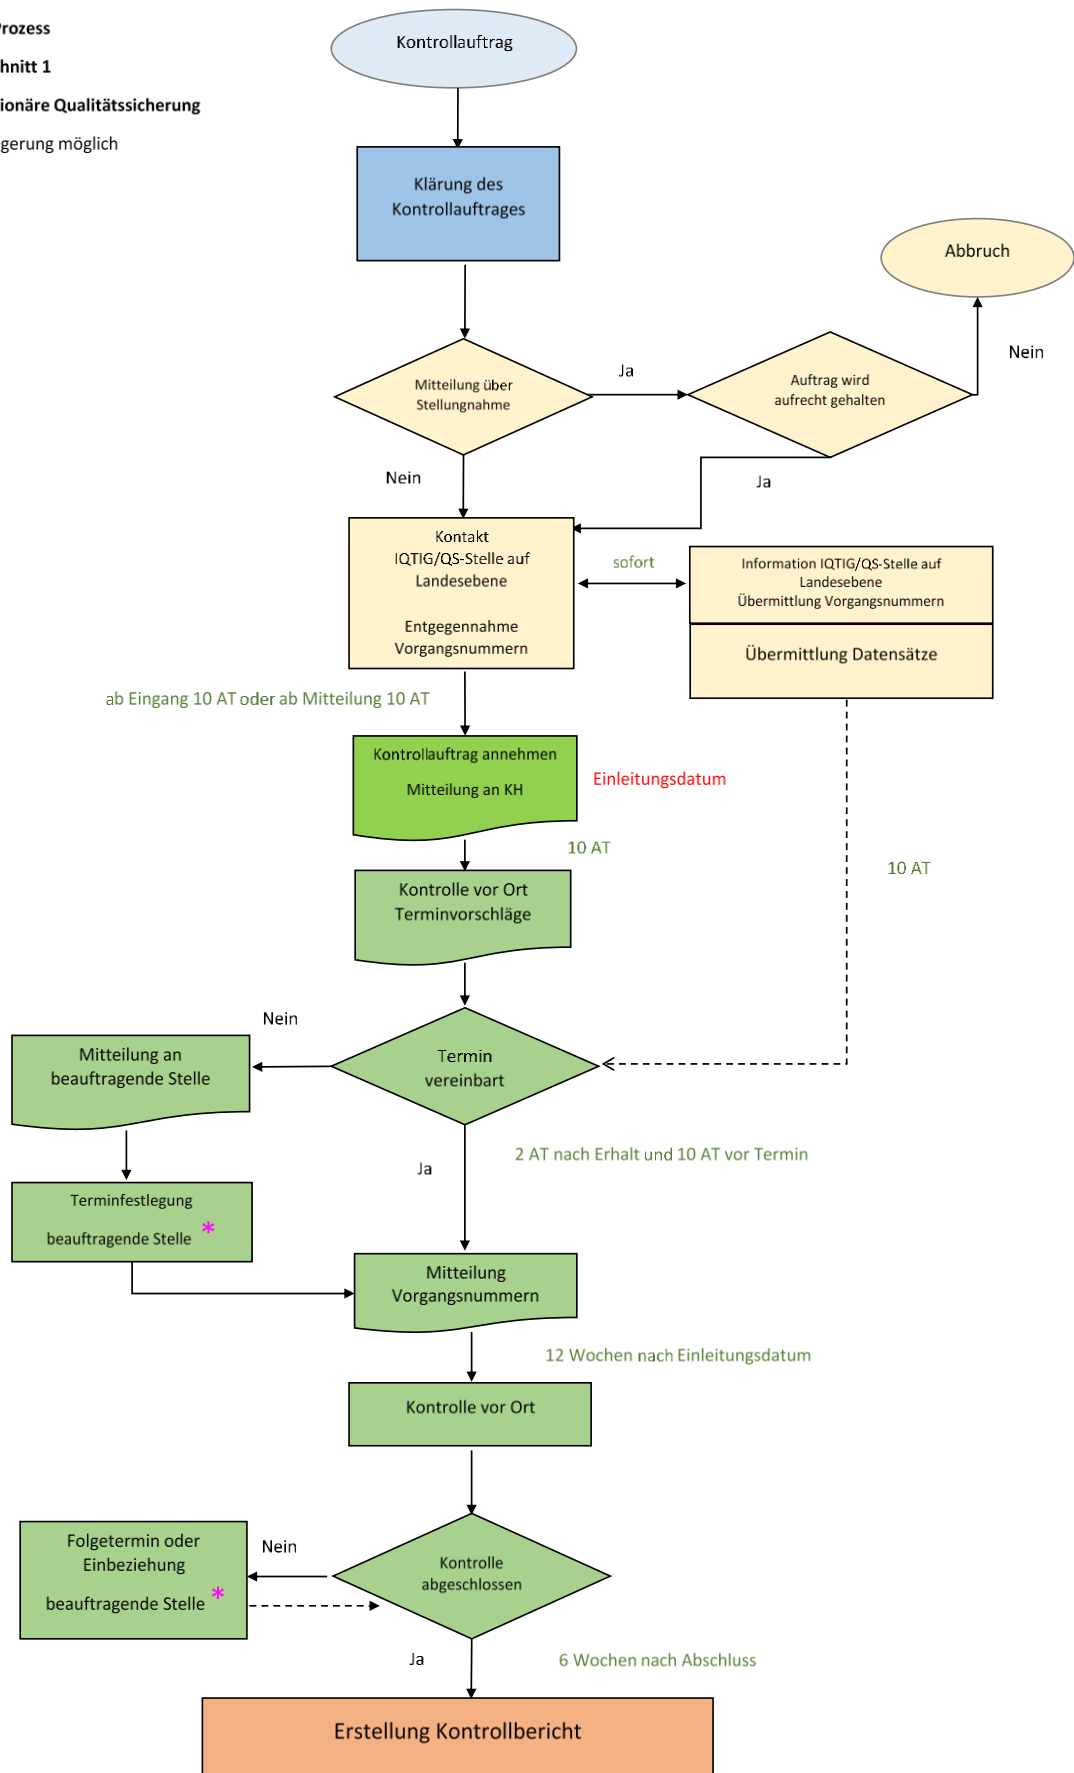 rozess
hnitt 1
ionäre Qualitätssicherung
gerung möglich
Kontrollauftrag
Klärung des
Kontrollauftrages
Abbruch
Nein
Mitteilung über
Stellungnahme
Ja
Auftrag wird
aufrecht gehalten
Nein
Ja
Kontakt
IQTIG/QS-Stelle auf
Landesebene
Entgegennahme
Vorgangsnummern
sofort
Information IQTIG/QS-Stelle auf
Landesebene
Übermittlung Vorgangsnummern
Übermittlung Datensätze
ab Eingang 10 AT oder ab Mitteilung 10 AT
Kontrollauftrag annehmen
Mitteilung an KH
Einleitungsdatum
10 AT
10 AT
Kontrolle vor Ort
Terminvorschläge
Nein
Mitteilung an
beauftragende Stelle
Termin
vereinbart
Ja
2 AT nach Erhalt und 10 AT vor Termin
Terminfestlegung
beauftragende Stelle *
Mitteilung
Vorgangsnummern
12 Wochen nach Einleitungsdatum
Kontrolle vor Ort
Folgetermin oder
Einbeziehung
beauftragende Stelle *
Nein
Kontrolle
abgeschlossen
Ja
6 Wochen nach Abschluss
Erstellung Kontrollbericht